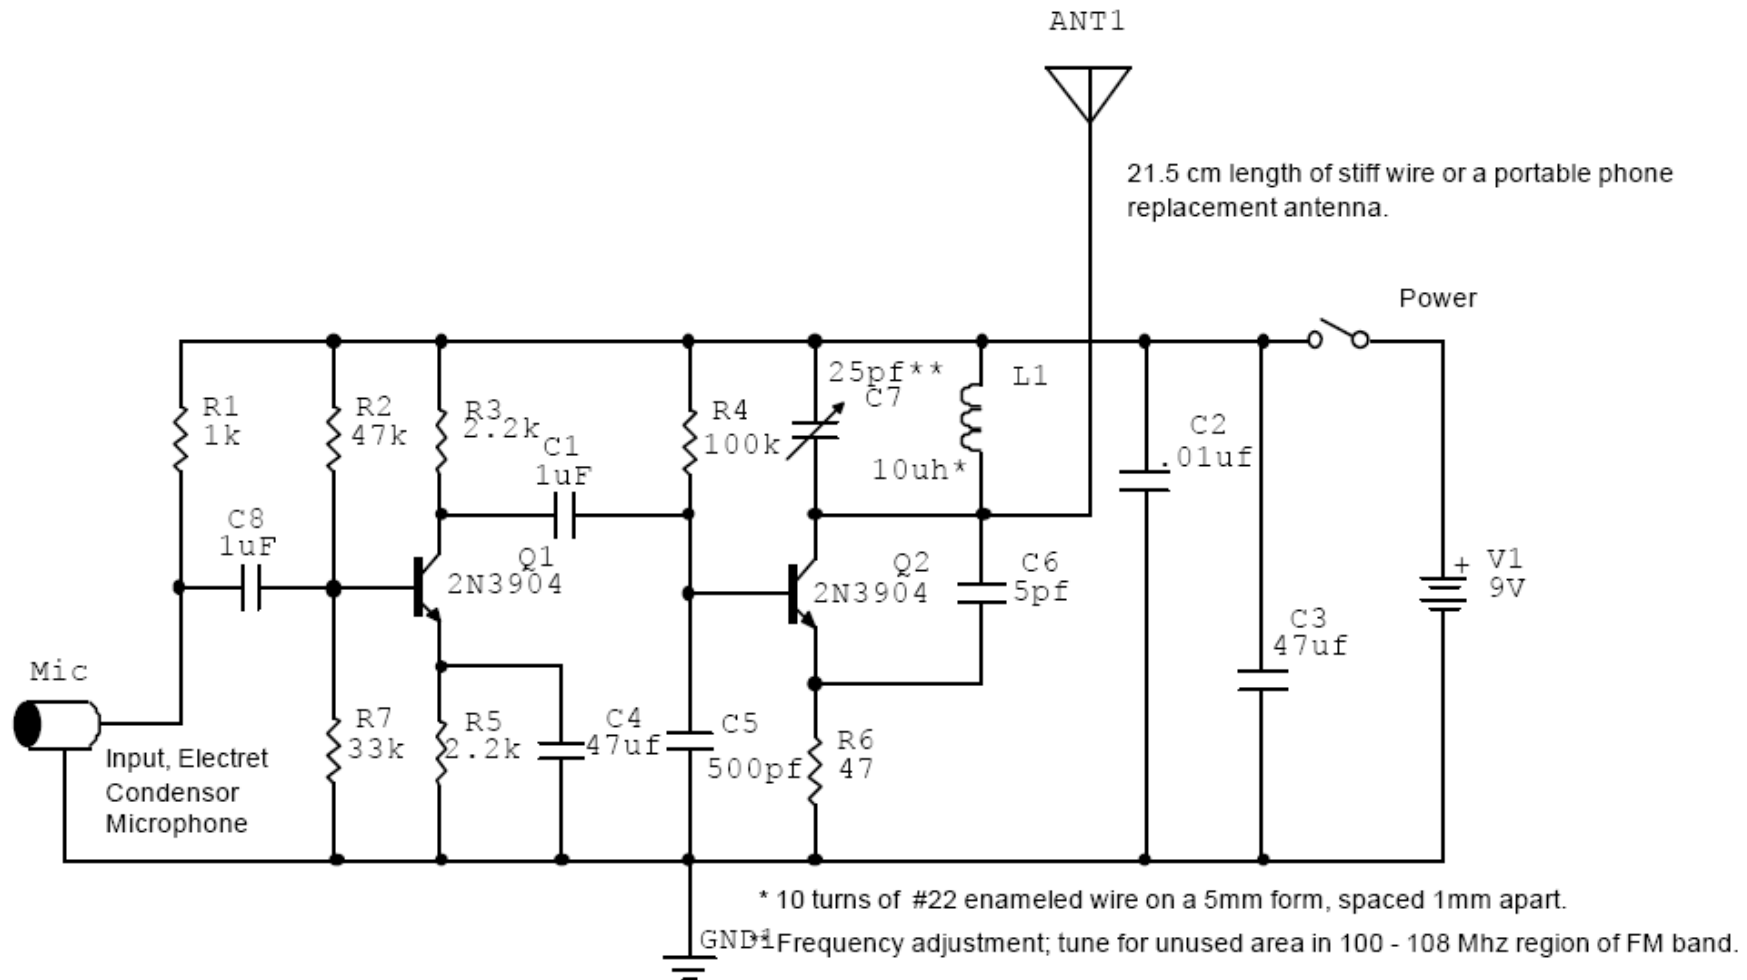 ANT1
21.5 cm length of stiff wire or a portable phone
replacement antenna.
Power
25pf**
C7
L1
R1
1k
R2
47k
R3
2.2k
C1
1uF
R4
100k
10uh*
C2
.01uf
C8
1uF
Q1
2N3904
Q2
2N3904
C6
5pf
+
V1
9V
C3
47uf
Mic
Input, Electret
Condensor
Microphone
R7
33k
R5
2.2k
C4
47uf
C5
500pf
R6
47
* 10 turns of #22 enameled wire on a 5mm form, spaced 1mm apart.
GND1
** Frequency adjustment; tune for unused area in 100 - 108 Mhz region of FM band.